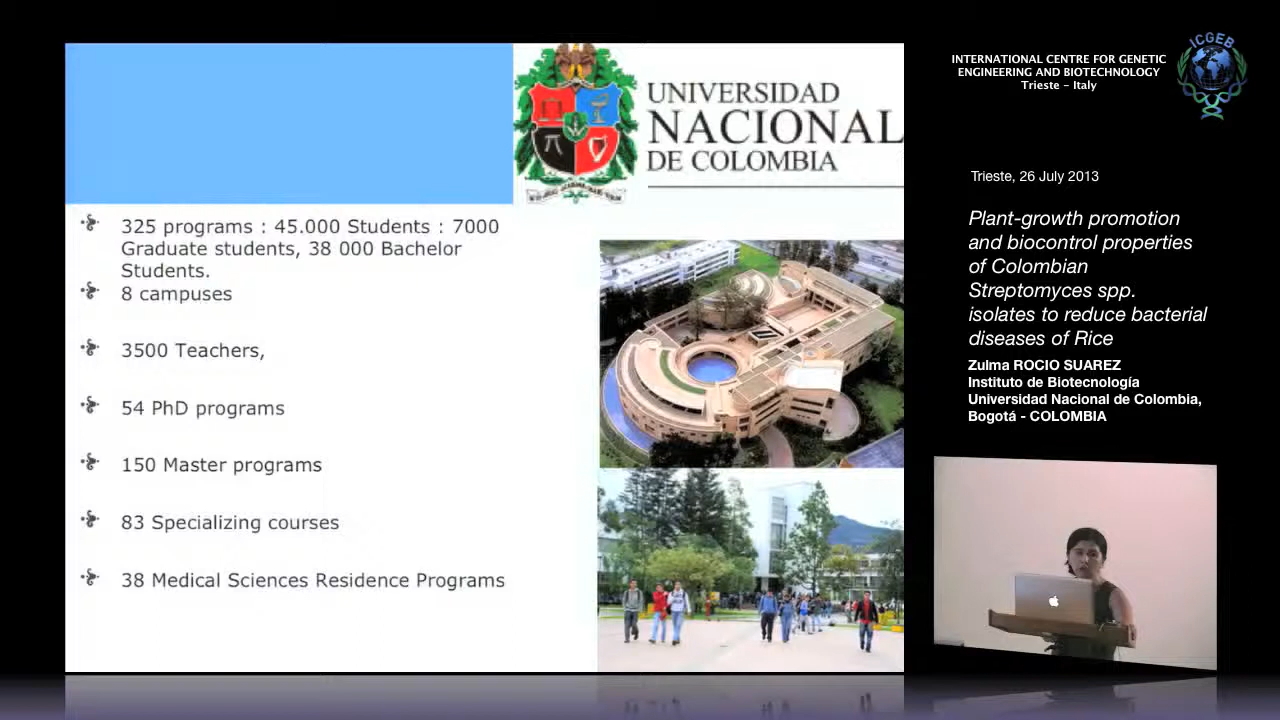 UNIVERSIDAD
NACIONAL
DE COLOMBIA
325 programs : 45.000 Students : 7000
Graduate students, 38 000 Bachelor
Students.
8 campuses
3500 Teachers,
54 PhD programs
150 Master programs
83 Specializing courses
38 Medical Sciences Residence Programs
INTERNATIONAL CENTRE FOR GENETIC
ENGINEERING AND BIOTECHNOLOGY
Trieste - Italy
ICGEB
Trieste, 26 July 2013
Plant-growth promotion
and biocontrol properties
of Colombian
Streptomyces spp.
isolates to reduce bacterial
diseases of Rice
Zulma ROCIO SUAREZ
Instituto de Biotecnología
Universidad Nacional de Colombia,
Bogotá - COLOMBIA